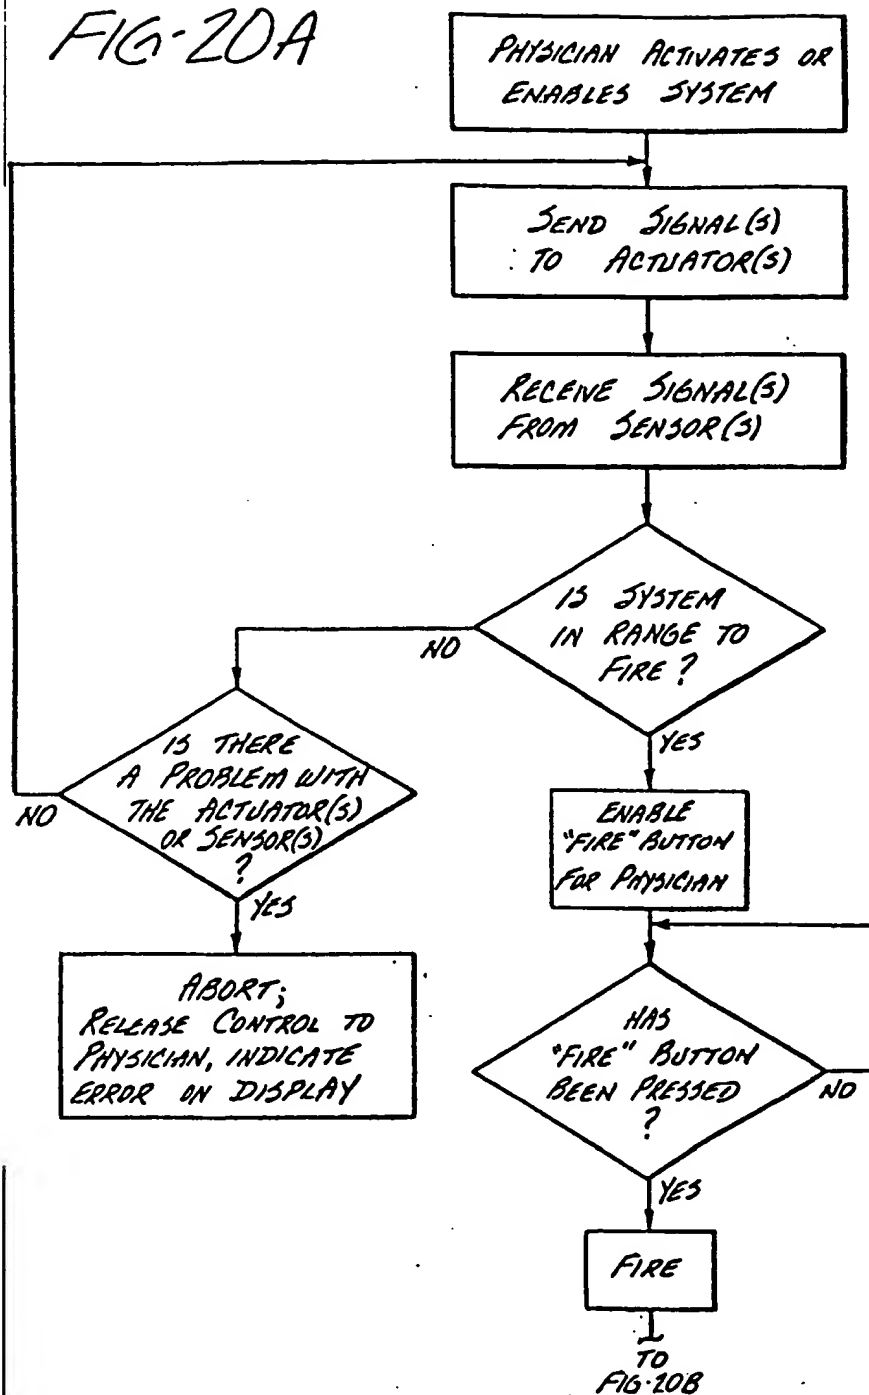 FIG-20A
PHYSICIAN ACTIVATES OR
ENABLES SYSTEM
SEND SIGNAL(S)
TO ACTUATOR(S)
RECEIVE SIGNAL(S)
FROM SENSOR(S)
IS SYSTEM
IN RANGE TO
FIRE?
NO
YES
IS THERE
A PROBLEM WITH
THE ACTUATOR(S)
OR SENSOR(S)
?
NO
YES
ABORT;
RELEASE CONTROL TO
PHYSICIAN, INDICATE
ERROR ON DISPLAY
ENABLE
"FIRE" BUTTON
FOR PHYSICIAN
HAS
"FIRE" BUTTON
BEEN PRESSED
?
NO
YES
FIRE
TO
FIG-20B